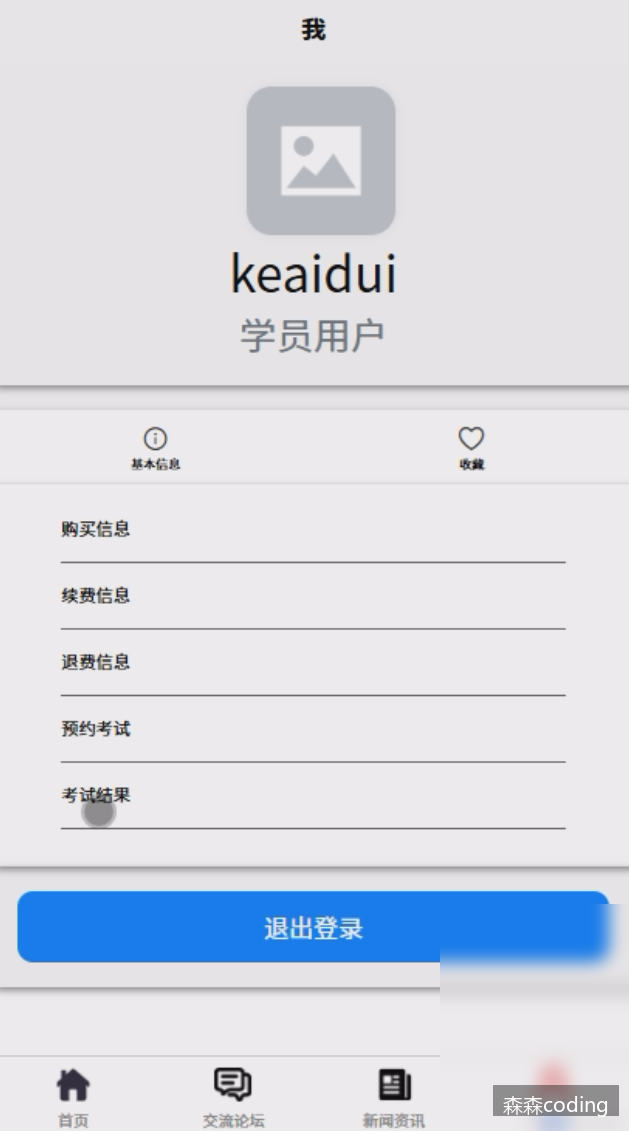 我
keaidui
学员用户
基本信息
收藏
购买信息
续费信息
退费信息
预约考试
考试结果
退出登录
首页
交流论坛
新闻资讯
森森coding